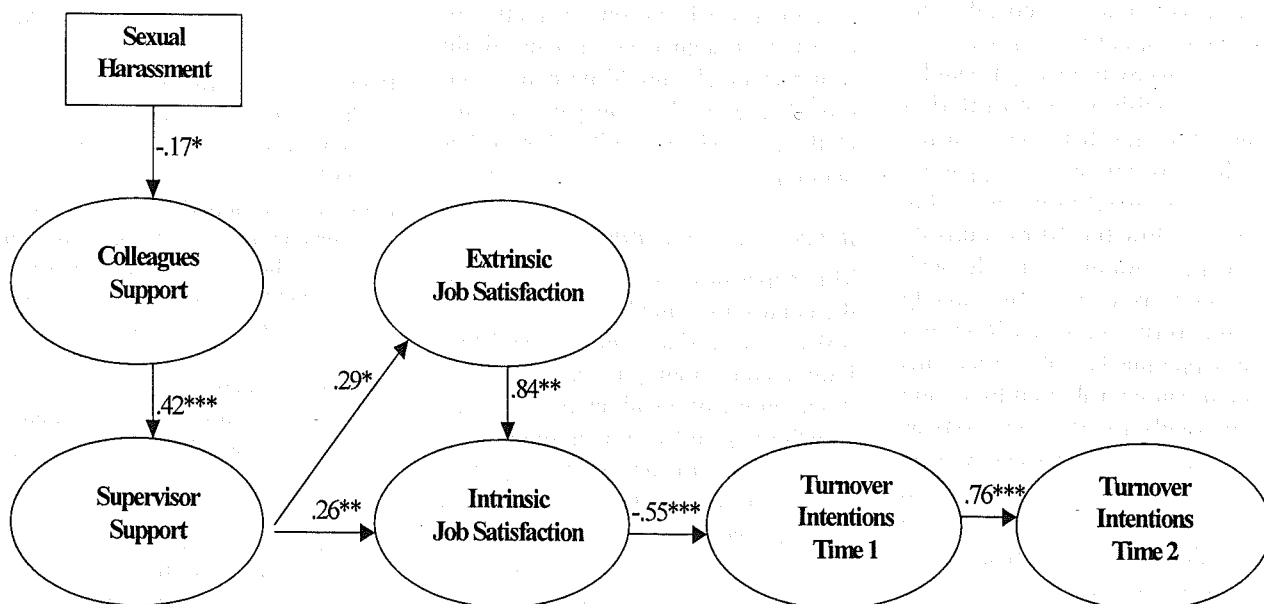 Sexual
Harassment
-.17*
Colleagues
Support
Extrinsic
Job Satisfaction
.42***
.29*
.84**
Supervisor
Support
.26**
Intrinsic
Job Satisfaction
-.55***
Turnover
Intentions
Time 1
.76***
Turnover
Intentions
Time 2